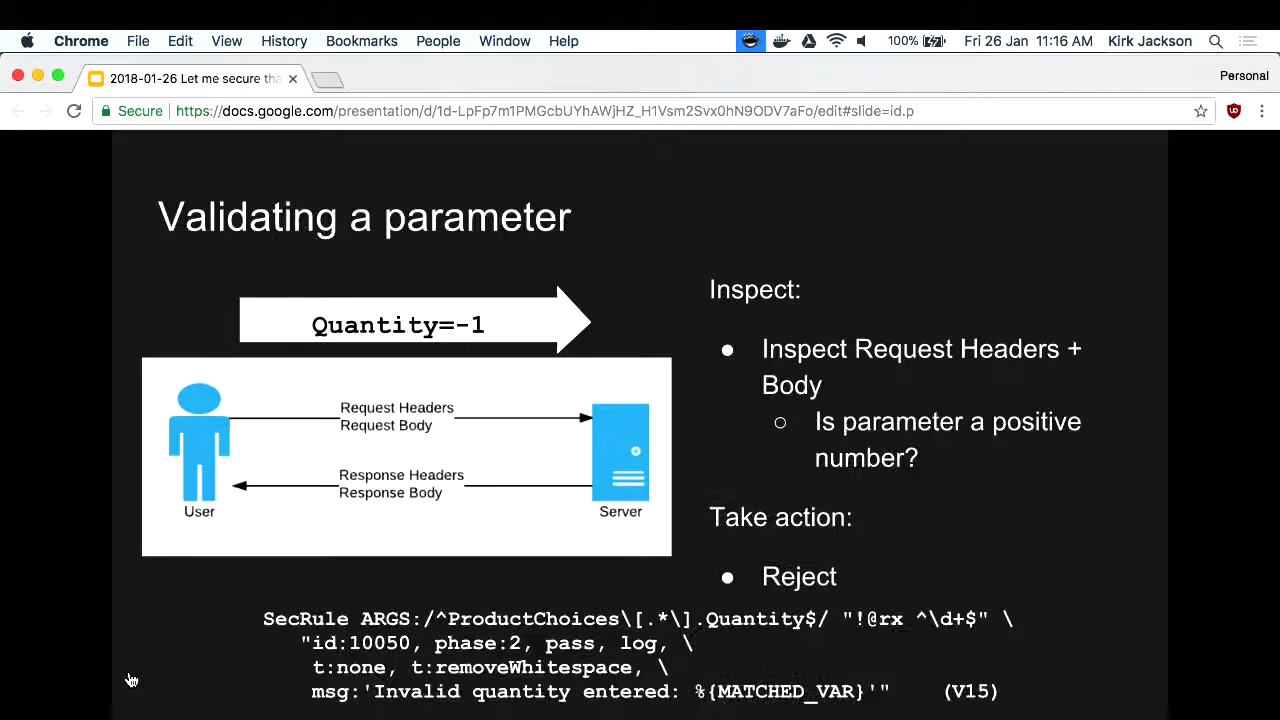 Chrome File Edit View History Bookmarks People Window Help 100% Fri 26 Jan 11:16 AM Kirk Jackson
2018-01-26 Let me secure tha
Personal
Secure https://docs.google.com/presentation/d/1d-LpFp7m1PMGcbUYhAWjHZ_H1Vsm2Svx0hN9ODV7aFo/edit#slide=id.p
Validating a parameter
Quantity=-1
Request Headers
Request Body
Response Headers
Response Body
User
Server
Inspect:
● Inspect Request Headers +
Body
○ Is parameter a positive
number?
Take action:
● Reject
SecRule ARGS:/^ProductChoices\[.*\].Quantity$/ "!@rx ^\d+$" \
"id:10050, phase:2, pass, log, \
t:none, t:removeWhitespace, \
msg:'Invalid quantity entered: %{MATCHED_VAR}'" (V15)